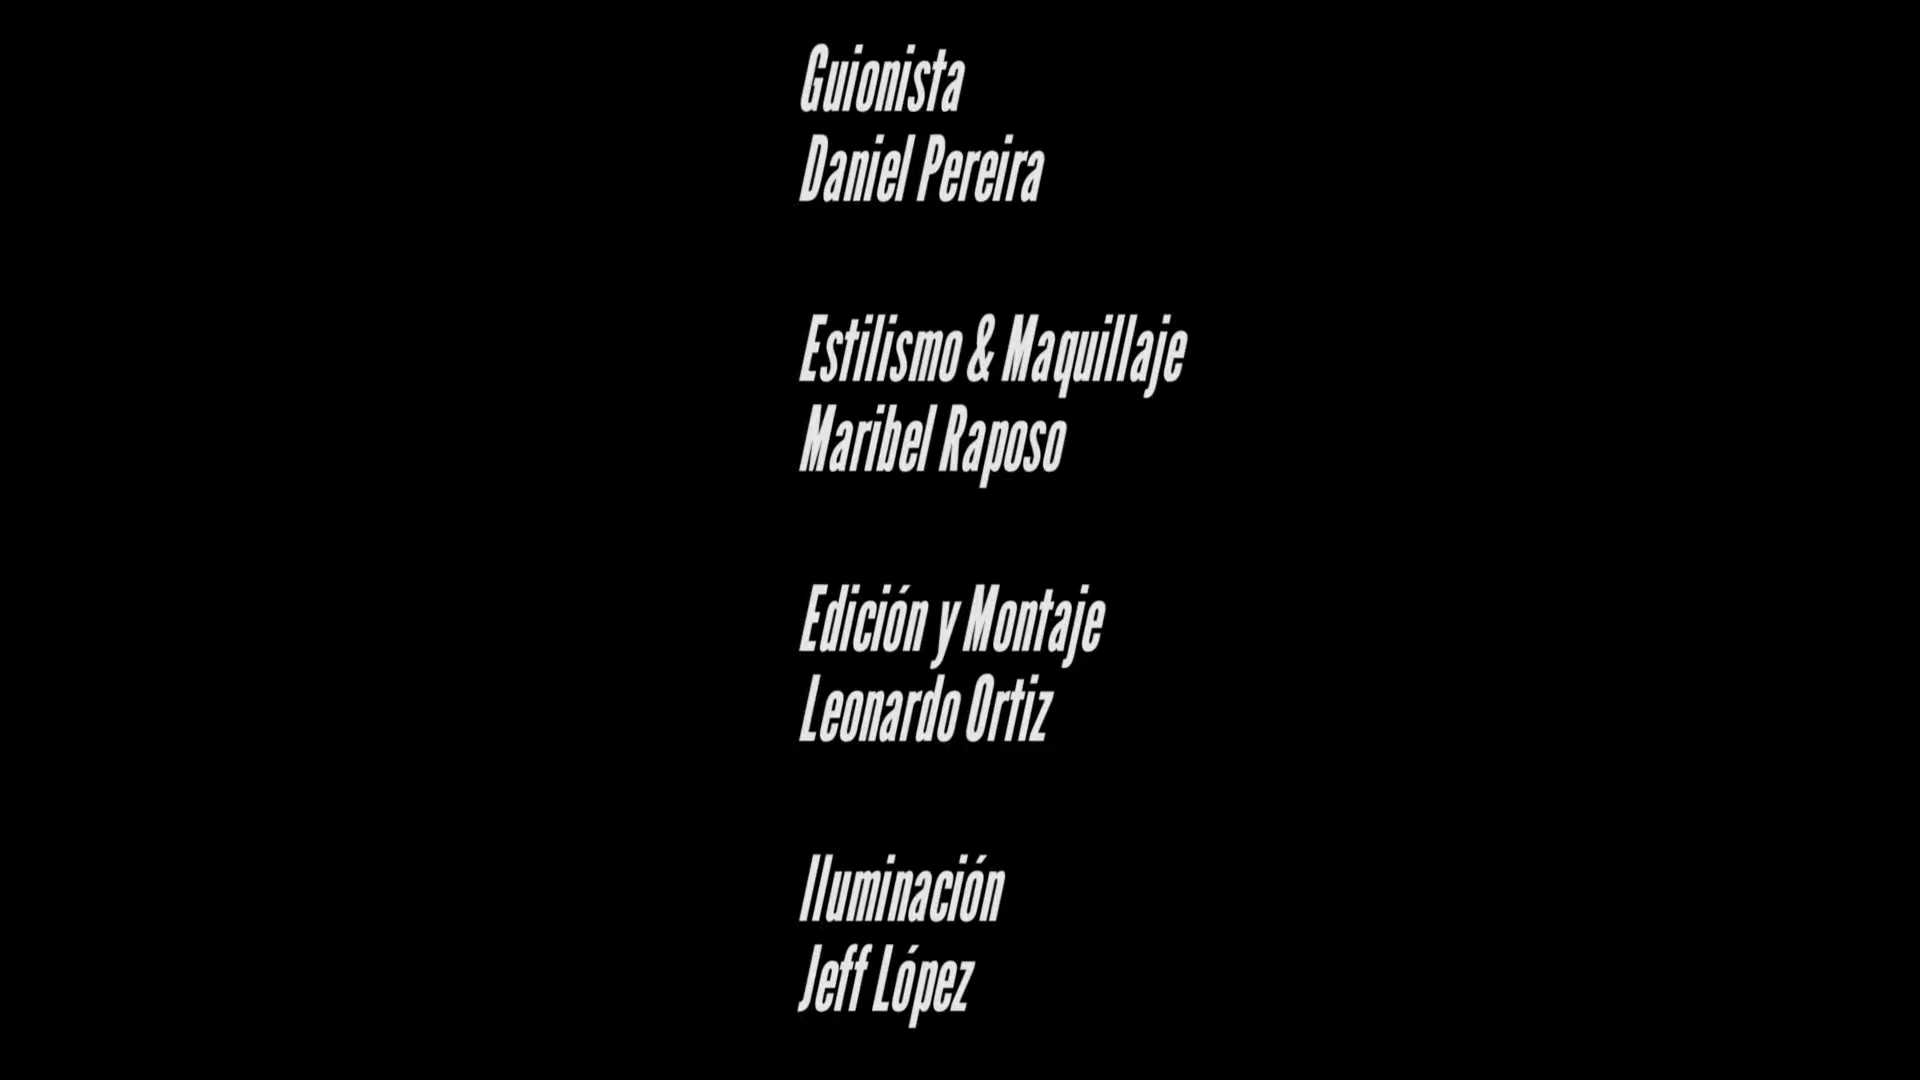 Guionista
Daniel Pereira
Estilismo & Maquillaje
Maribel Raposo
Edición y Montaje
Leonardo Ortiz
Iluminación
Jeff López